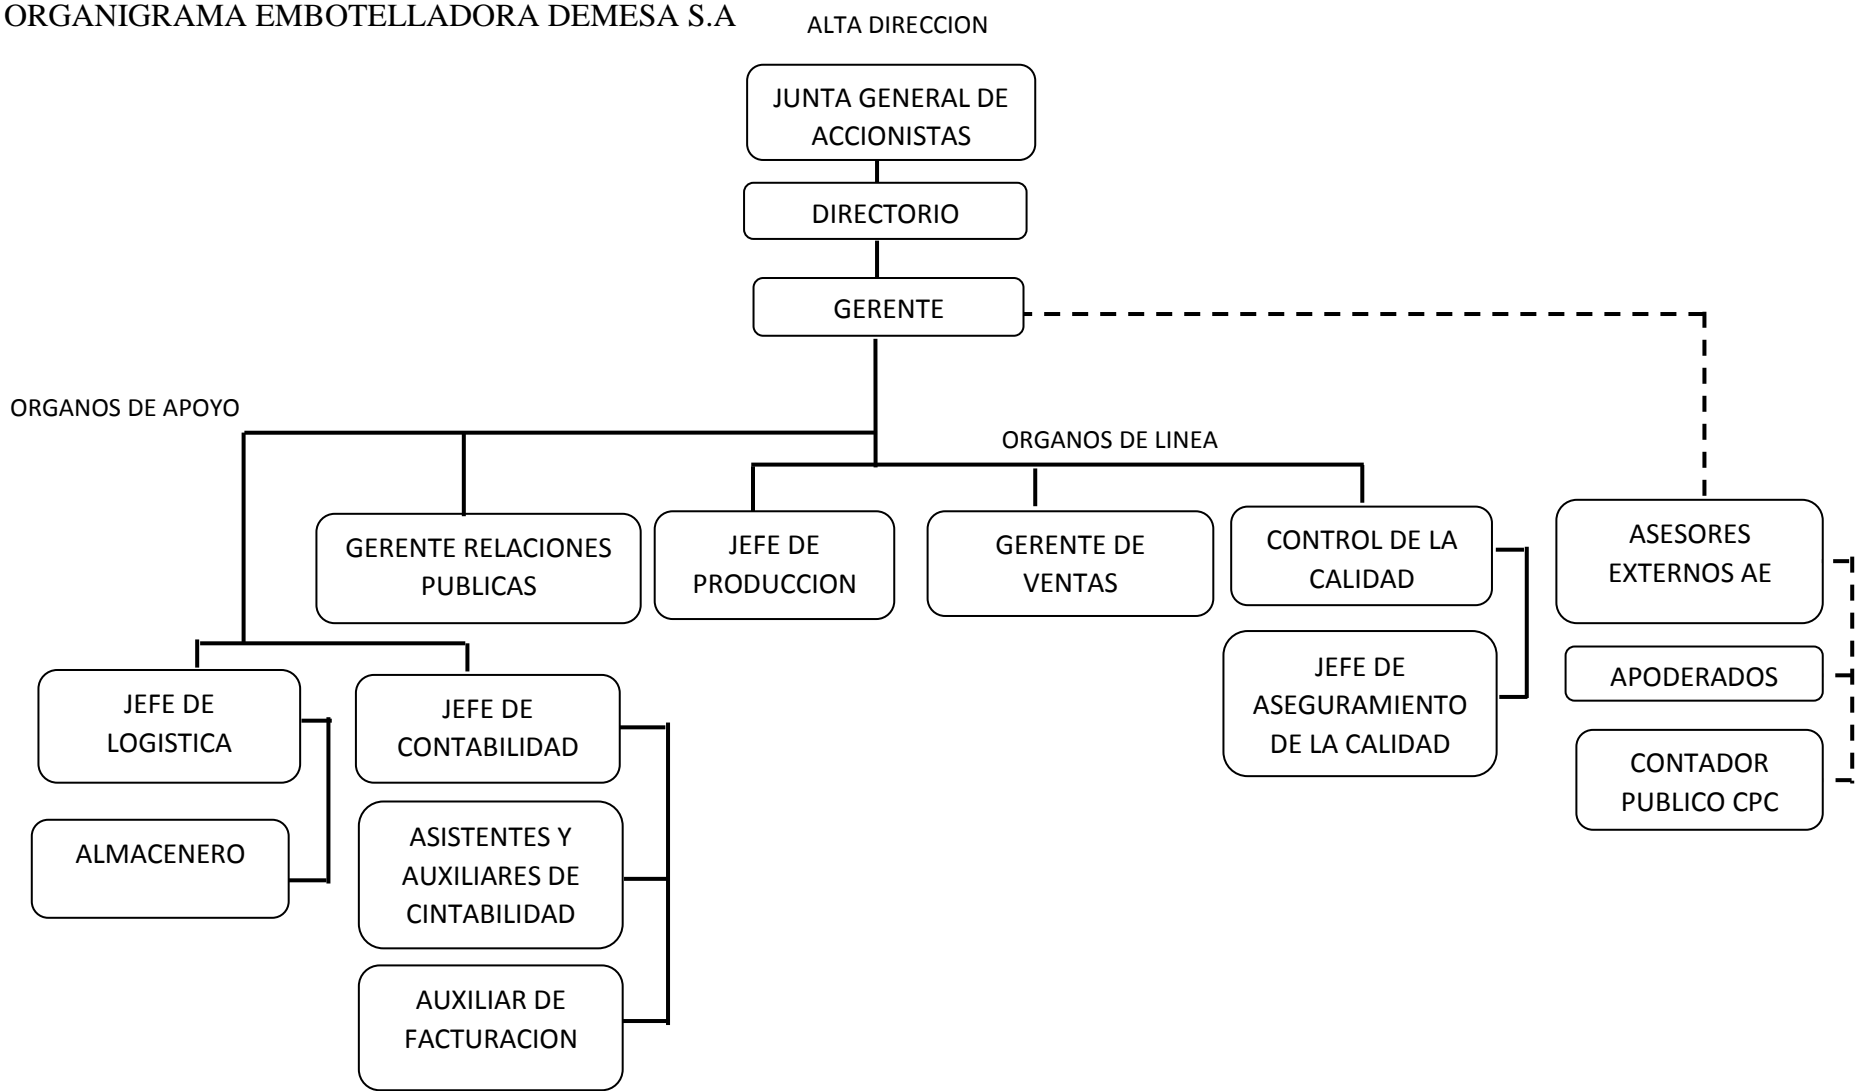 ORGANIGRAMA EMBOTELLADORA DEMESA S.A
ALTA DIRECCION
JUNTA GENERAL DE
ACCIONISTAS
DIRECTORIO
GERENTE
ORGANOS DE APOYO
ORGANOS DE LINEA
GERENTE RELACIONES
PUBLICAS
JEFE DE
PRODUCCION
GERENTE DE
VENTAS
CONTROL DE LA
CALIDAD
ASESORES
EXTERNOS AE
JEFE DE
LOGISTICA
JEFE DE
CONTABILIDAD
JEFE DE
ASEGURAMIENTO
DE LA CALIDAD
APODERADOS
CONTADOR
PUBLICO CPC
ALMACENERO
ASISTENTES Y
AUXILIARES DE
CINTABILIDAD
AUXILIAR DE
FACTURACION